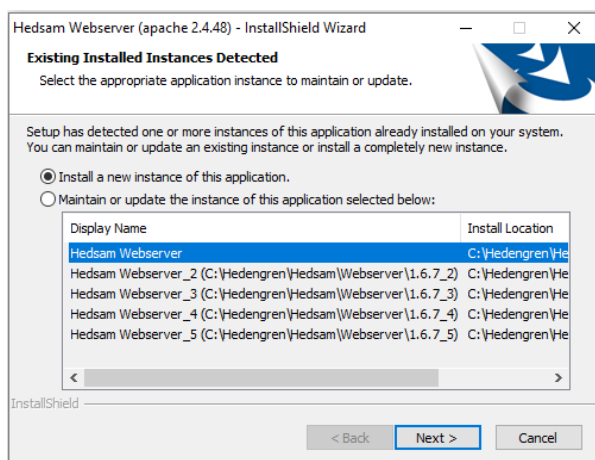 Hedsam Webserver (apache 2.4.48) - InstallShield Wizard
Existing Installed Instances Detected
Select the appropriate application instance to maintain or update.
Setup has detected one or more instances of this application already installed on your system.
You can maintain or update an existing instance or install a completely new instance.
Install a new instance of this application.
Maintain or update the instance of this application selected below:
Display Name Install Location
Hedsam Webserver C:\Hedengren\He
Hedsam Webserver_2 (C:\Hedengren\Hedsam\Webserver\1.6.7_2) C:\Hedengren\He
Hedsam Webserver_3 (C:\Hedengren\Hedsam\Webserver\1.6.7_3) C:\Hedengren\He
Hedsam Webserver_4 (C:\Hedengren\Hedsam\Webserver\1.6.7_4) C:\Hedengren\He
Hedsam Webserver_5 (C:\Hedengren\Hedsam\Webserver\1.6.7_5) C:\Hedengren\He
InstallShield
< Back Next > Cancel